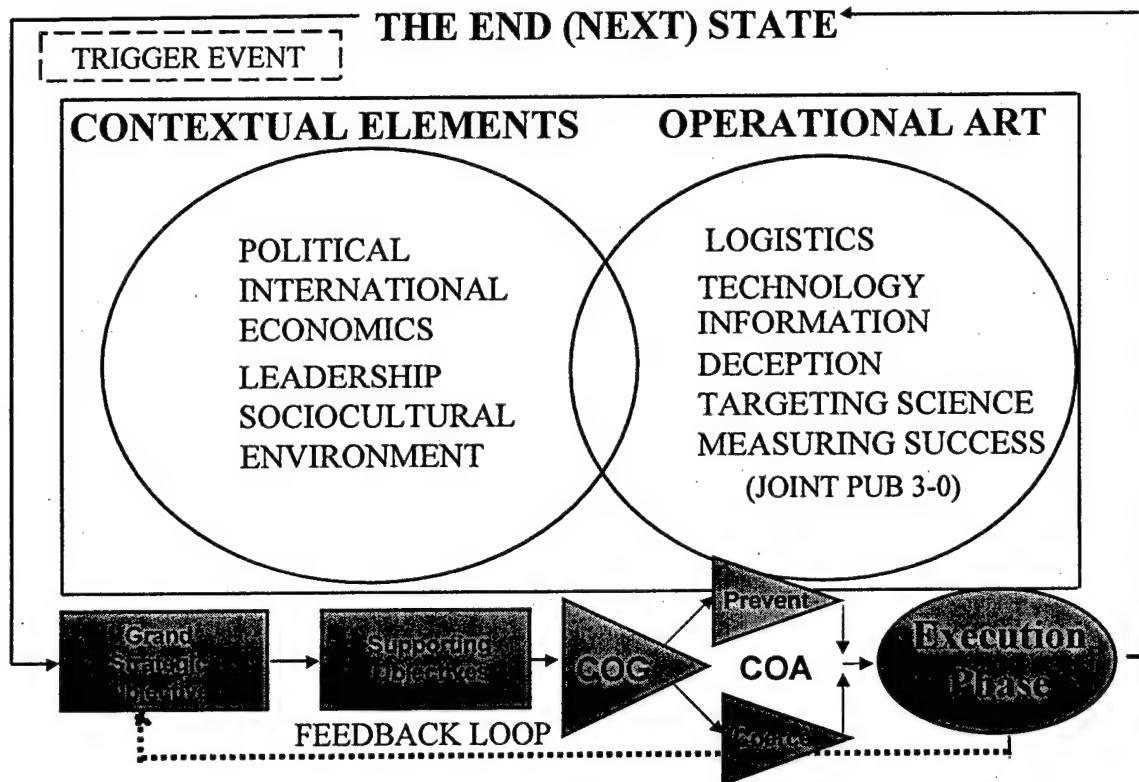 THE END (NEXT) STATE
TRIGGER EVENT
CONTEXTUAL ELEMENTS
OPERATIONAL ART
POLITICAL
INTERNATIONAL
ECONOMICS
LEADERSHIP
SOCIOCULTURAL
ENVIRONMENT
LOGISTICS
TECHNOLOGY
INFORMATION
DECEPTION
TARGETING SCIENCE
MEASURING SUCCESS
(JOINT PUB 3-0)
Grand
Strategic
Supporting
COG
Prevent
COA
Execution
Phase
FEEDBACK LOOP